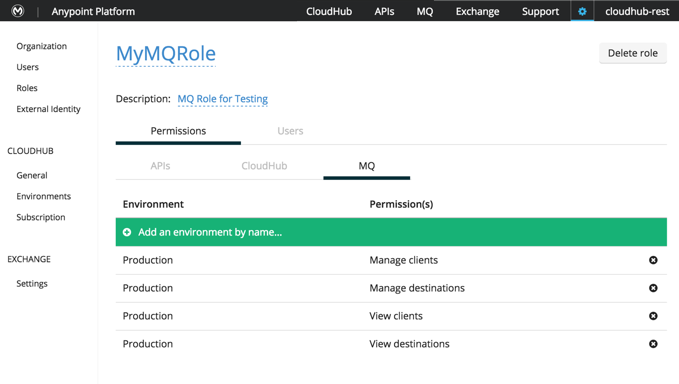 Anypoint Platform CloudHub APIs MQ Exchange Support cloudhub-rest
Organization
Users
Roles
External Identity
CLOUDHUB
General
Environments
Subscription
EXCHANGE
Settings
MyMQRole
Delete role
Description: MQ Role for Testing
Permissions Users
APIs CloudHub MQ
Environment Permission(s)
Add an environment by name...
Production Manage clients
Production Manage destinations
Production View clients
Production View destinations